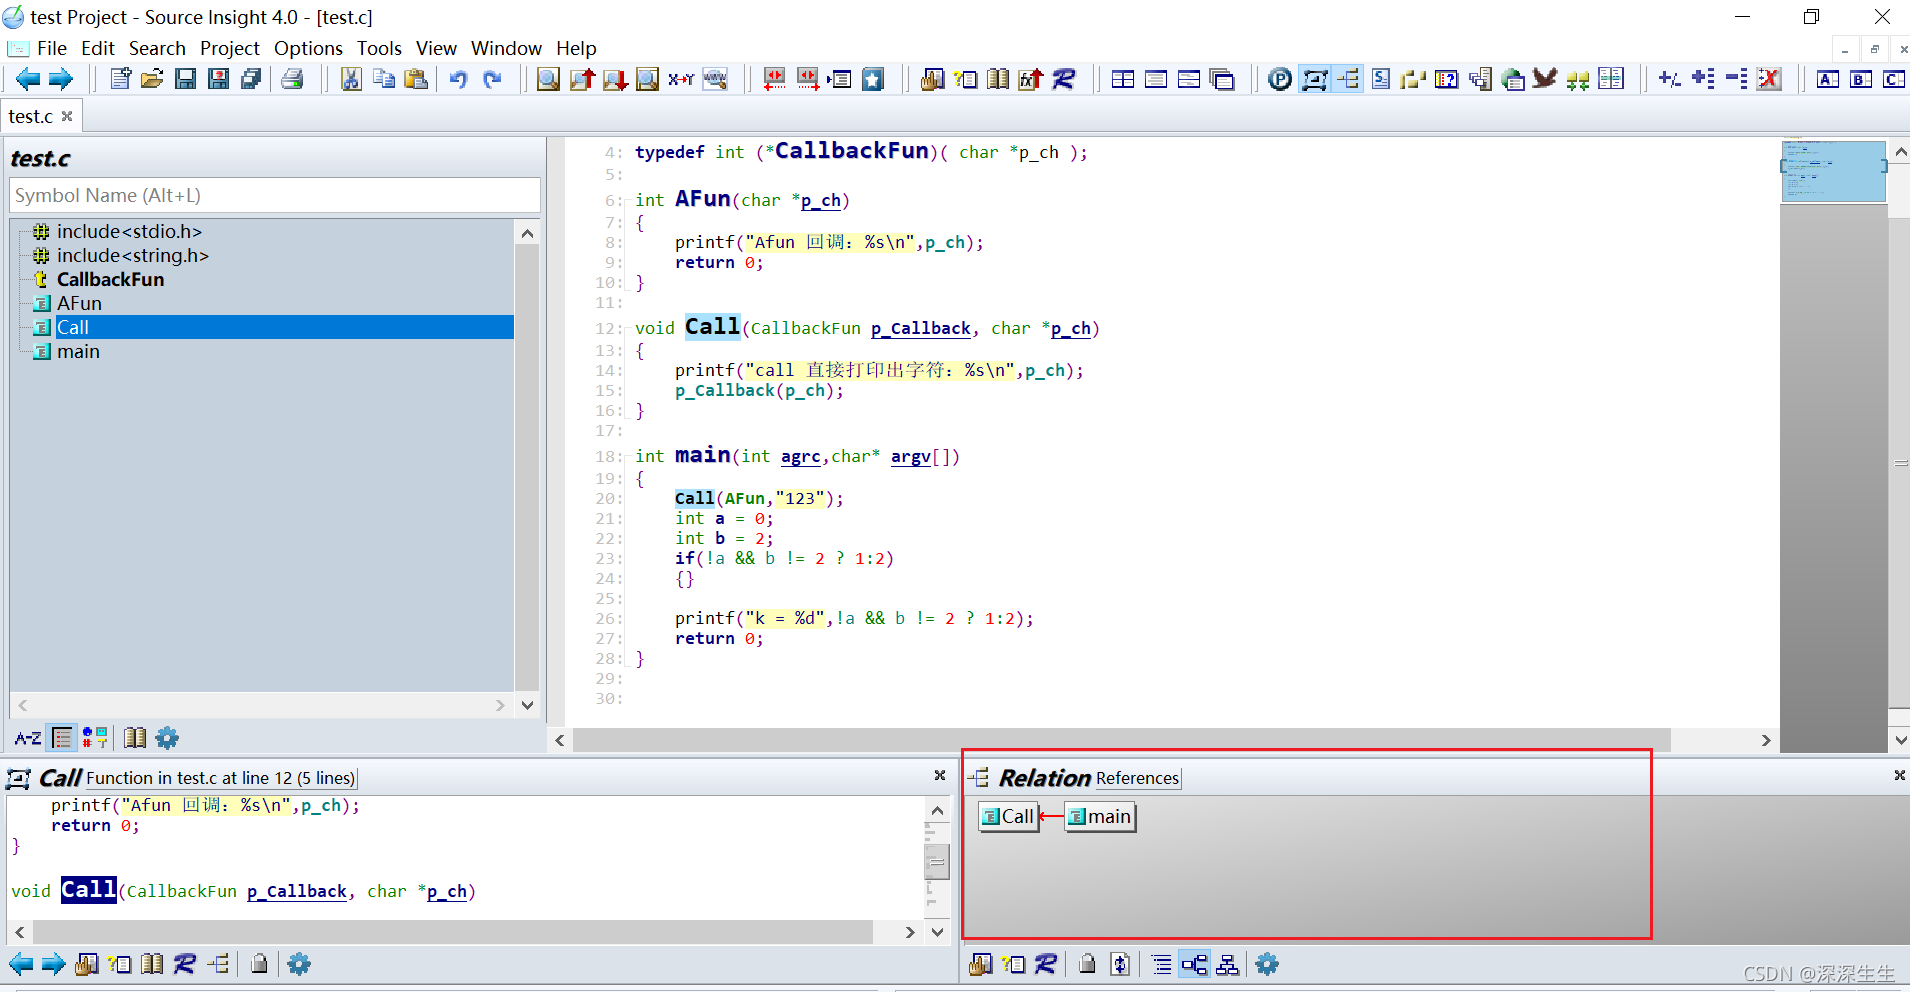 test Project - Source Insight 4.0 - [test.c]
File Edit Search Project Options Tools View Window Help
test.c
test.c
Symbol Name (Alt+L)
include<stdio.h>
include<string.h>
CallbackFun
AFun
Call
main
4: typedef int (*CallbackFun)( char *p_ch );
5:
6: int AFun(char *p_ch)
7: {
8: printf("Afun 回调：%s\n",p_ch);
9: return 0;
10: }
11:
12: void Call(CallbackFun p_Callback, char *p_ch)
13: {
14: printf("call 直接打印出字符：%s\n",p_ch);
15: p_Callback(p_ch);
16: }
17:
18: int main(int agrc,char* argv[])
19: {
20: Call(AFun,"123");
21: int a = 0;
22: int b = 2;
23: if(!a && b != 2 ? 1:2)
24: {}
25:
26: printf("k = %d",!a && b != 2 ? 1:2);
27: return 0;
28: }
29:
30:
A-Z
Call Function in test.c at line 12 (5 lines)
printf("Afun 回调：%s\n",p_ch);
return 0;
}
void Call(CallbackFun p_Callback, char *p_ch)
Relation References
Call main
CSDN @深深生生